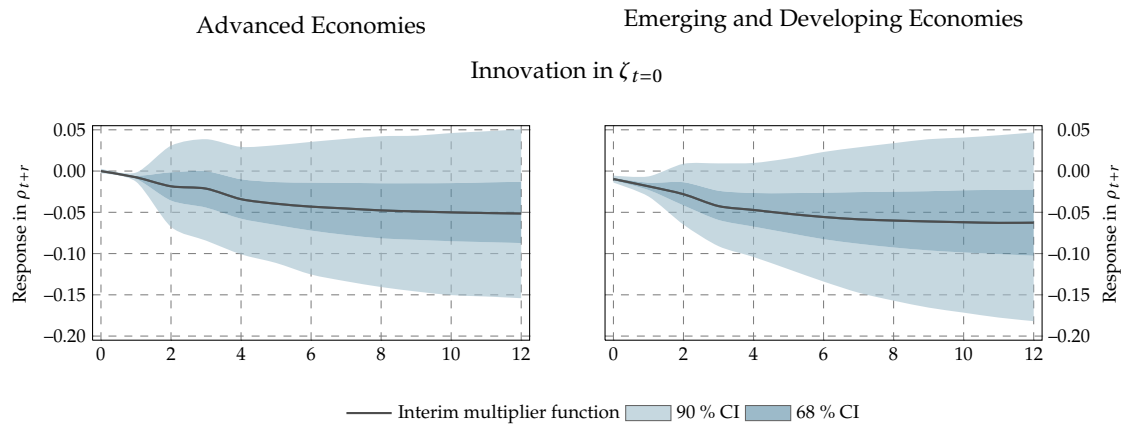 Advanced Economies
Emerging and Developing Economies
Innovation in ζt=0
Response in ρt+r
0.05
0.00
−0.05
−0.10
−0.15
−0.20
0 2 4 6 8 10 12
0 2 4 6 8 10 12
0.05
0.00
−0.05
−0.10
−0.15
−0.20
Response in ρt+r
Interim multiplier function 90 % CI 68 % CI